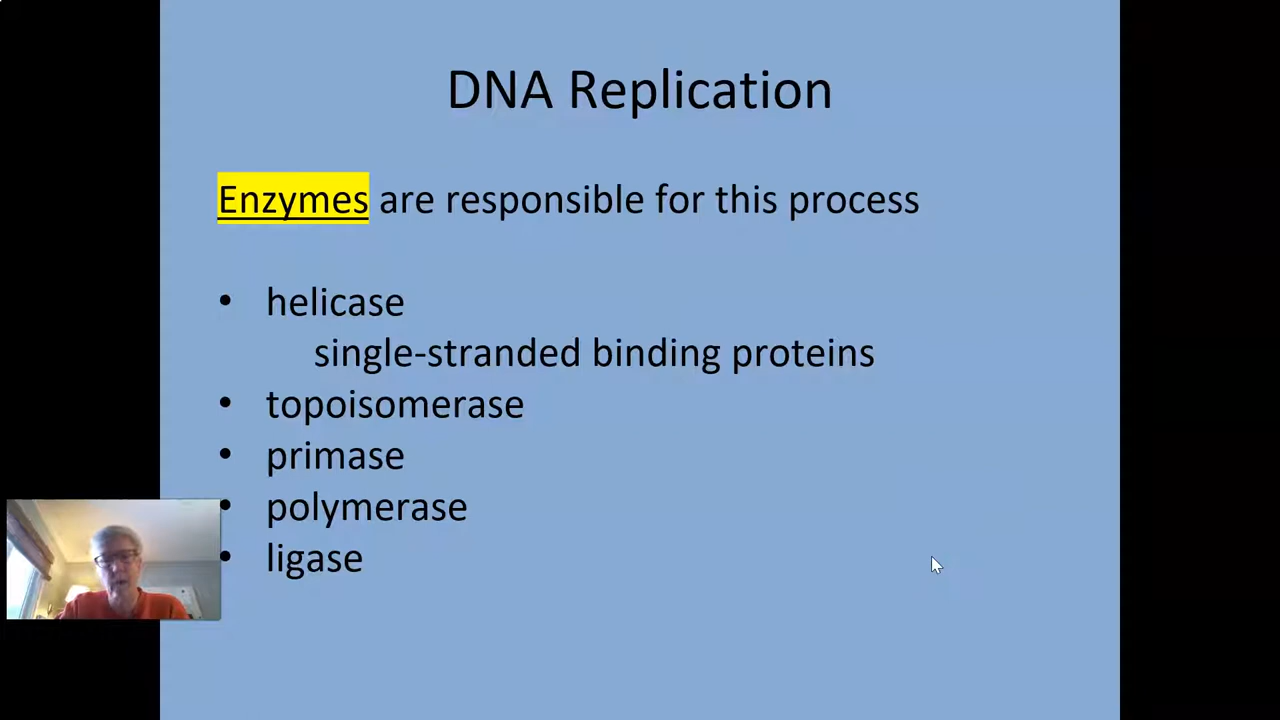 DNA Replication
Enzymes are responsible for this process
• helicase
single-stranded binding proteins
• topoisomerase
• primase
• polymerase
• ligase